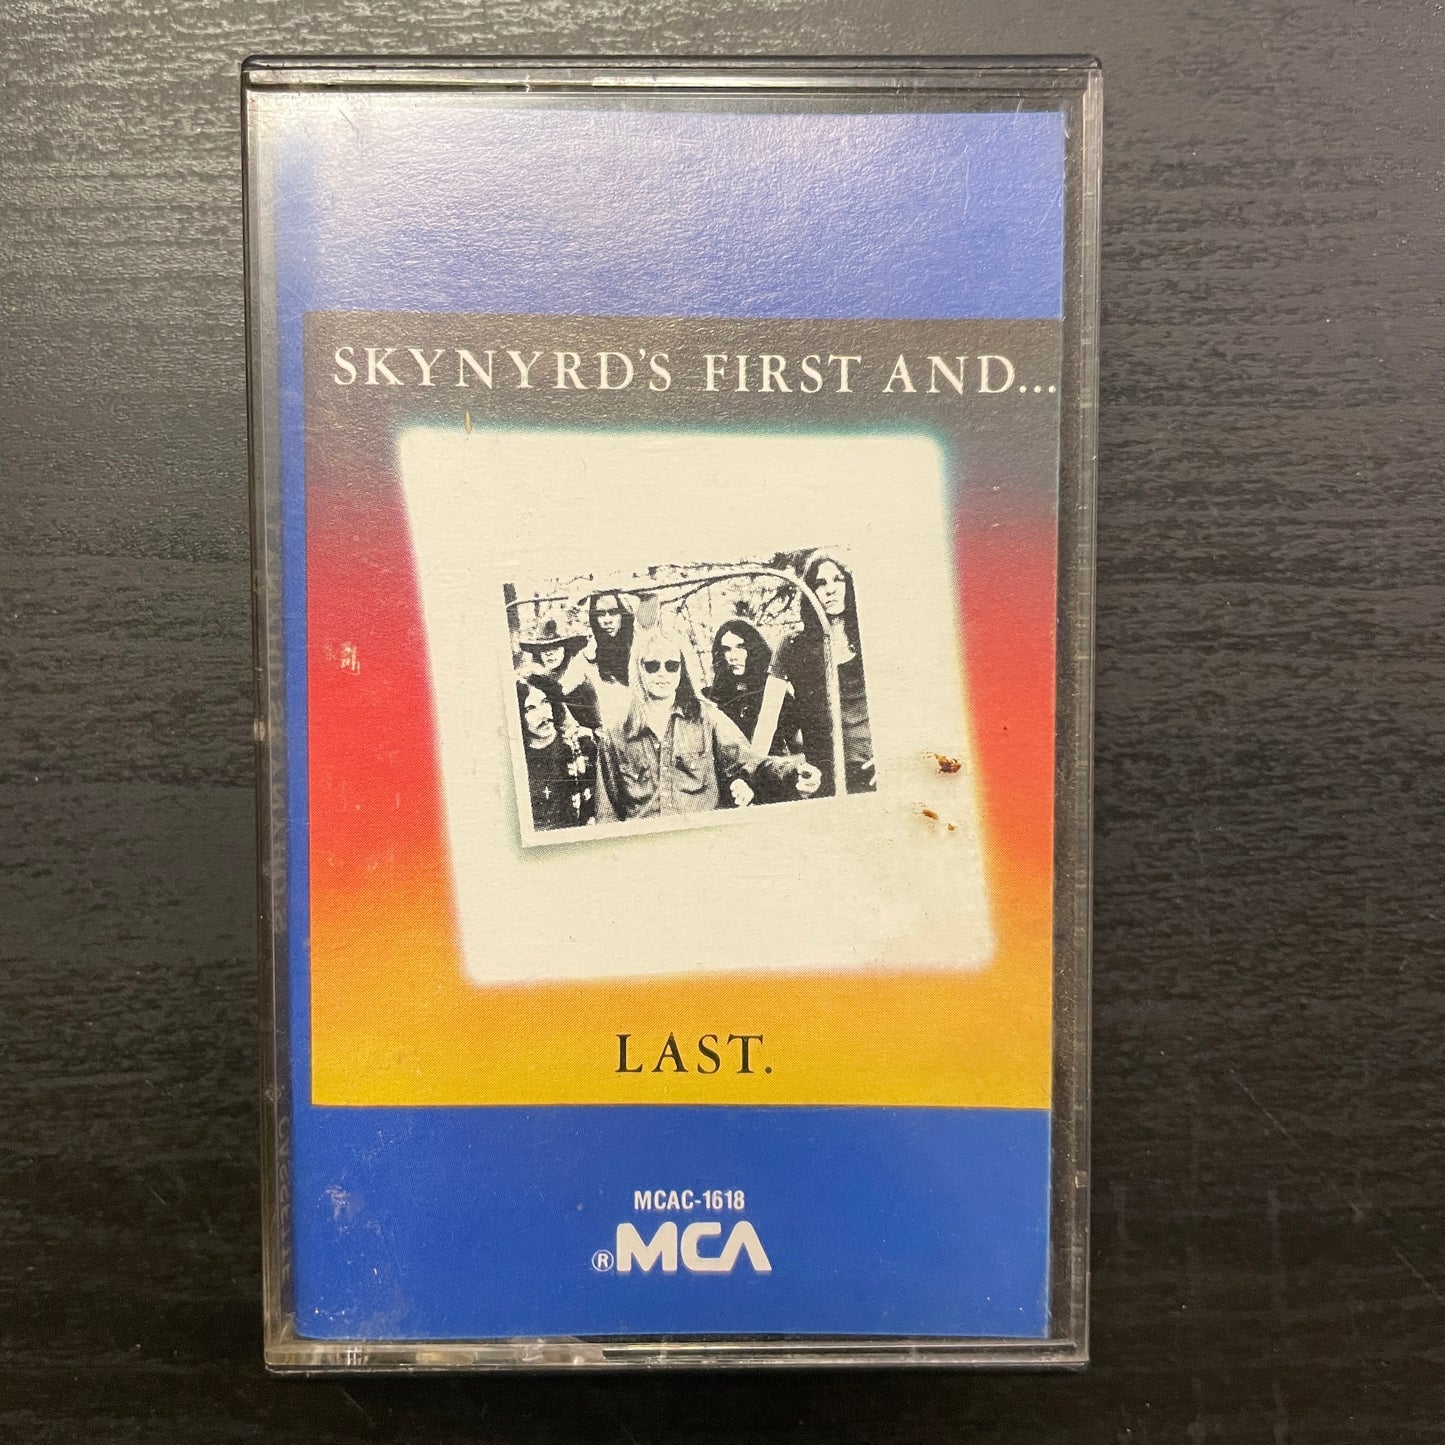 SKYNYRD'S FIRST AND...
LAST.
MCAC-1618
®MCA